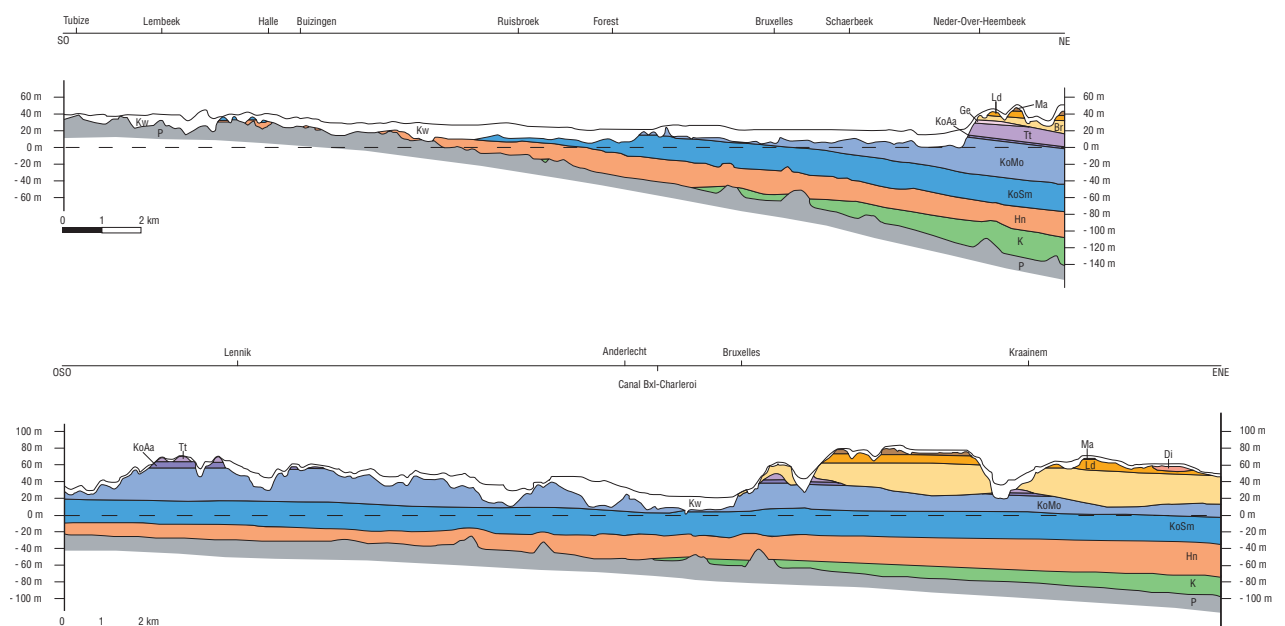 Tubize Lembeek Halle Buizingen Ruisbroek Forest Bruxelles Schaerbeek Neder-Over-Heembeek
SO NE
Ld
60 m Ma 60 m
Ge
40 m 40 m
Kw KoAa Br
20 m P Kw Tt 20 m
0 m 0 m
- 20 m KoMo - 20 m
- 40 m - 40 m
- 60 m KoSm - 60 m
- 80 m
0 1 2 km Hn
- 100 m
K - 120 m
P - 140 m
Lennik Anderlecht Bruxelles Kraainem
OSO ENE
Canal Bxl-Charleroi
100 m 100 m
80 m KoAa Tt Ma 80 m
60 m Ld Di 60 m
40 m 40 m
20 m Kw KoMo 20 m
0 m 0 m
- 20 m KoSm - 20 m
- 40 m - 40 m
- 60 m Hn - 60 m
- 80 m K - 80 m
- 100 m P - 100 m
0 1 2 km